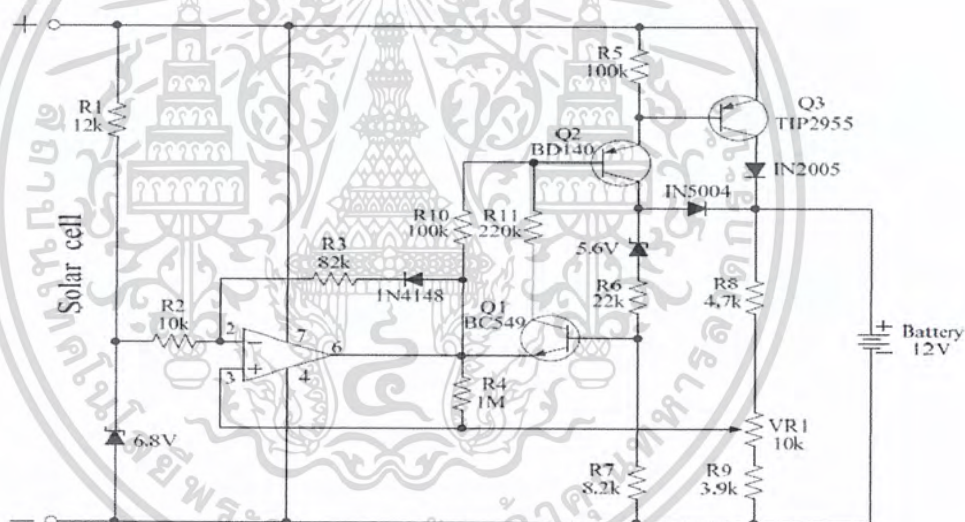 +
R5
100k
R1
12k
Q3
TIP2955
Q2
BD140
IN2005
IN5004
R10
100k
R11
220k
Solar cell
R3
82k
5.6V
1N4148
R6
22k
R8
4,7k
R2
10k
Q1
BC549
2
7
6
Battery
12V
+
3
4
R4
1M
VR1
10k
6.8V
R7
8.2k
R9
3.9k